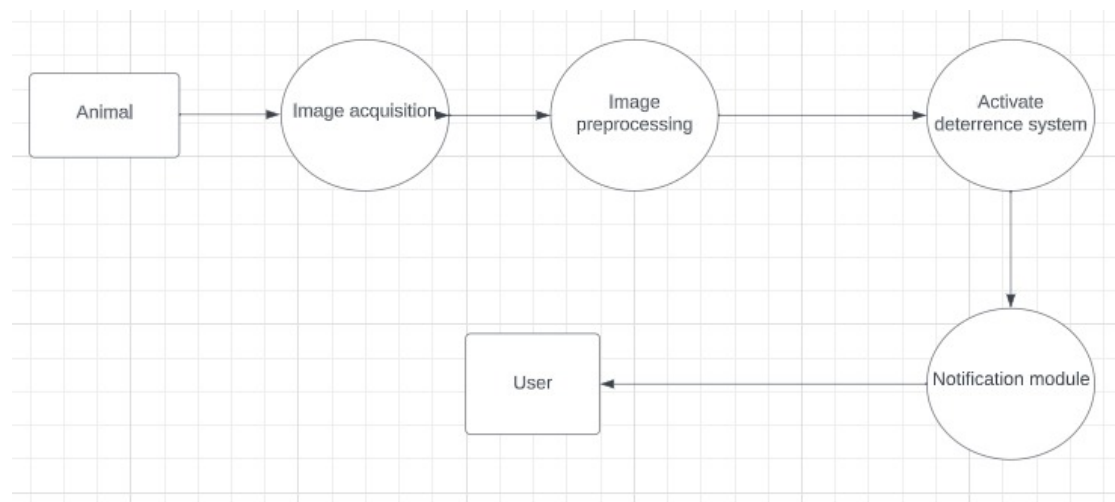 Animal
Image acquisition
Image
preprocessing
Activate
deterrence system
User
Notification module